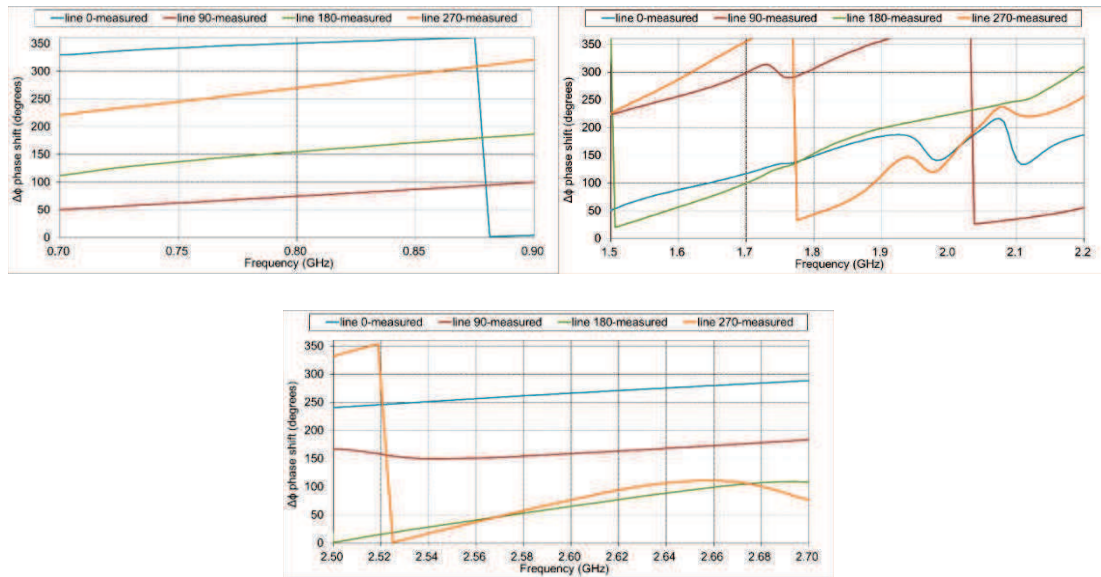 line 0-measured line 90-measured line 180-measured line 270-measured
350
300
250
200
150
100
50
0
Δϕ phase shift (degrees)
0.70 0.75 0.80 0.85 0.90
Frequency (GHz)
line 0-measured line 90-measured line 180-measured line 270-measured
350
300
250
200
150
100
50
0
Δϕ phase shift (degrees)
1.5 1.6 1.7 1.8 1.9 2.0 2.1 2.2
Frequency (GHz)
line 0-measured line 90-measured line 180-measured line 270-measured
350
300
250
200
150
100
50
0
Δϕ phase shift (degrees)
2.50 2.52 2.54 2.56 2.58 2.60 2.62 2.64 2.66 2.68 2.70
Frequency (GHz)